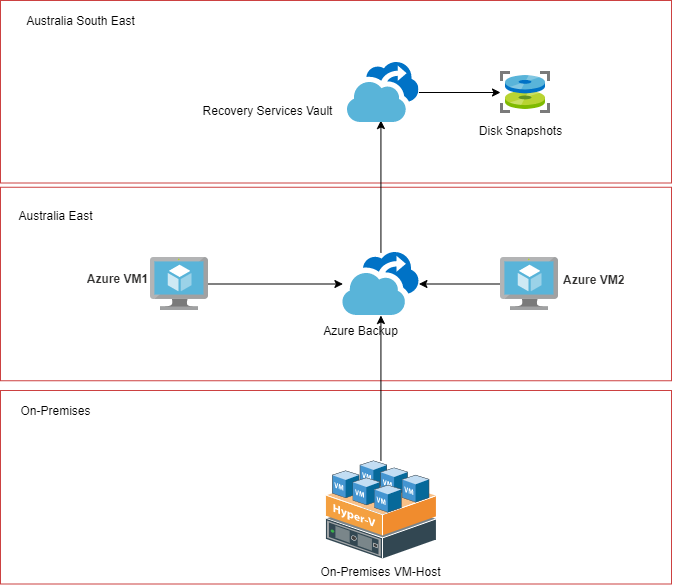 Australia South East
Recovery Services Vault
Disk Snapshots
Australia East
Azure VM1
Azure VM2
Azure Backup
On-Premises
VM
VM
VM
VM
VM
VM
Hyper-V
On-Premises VM-Host